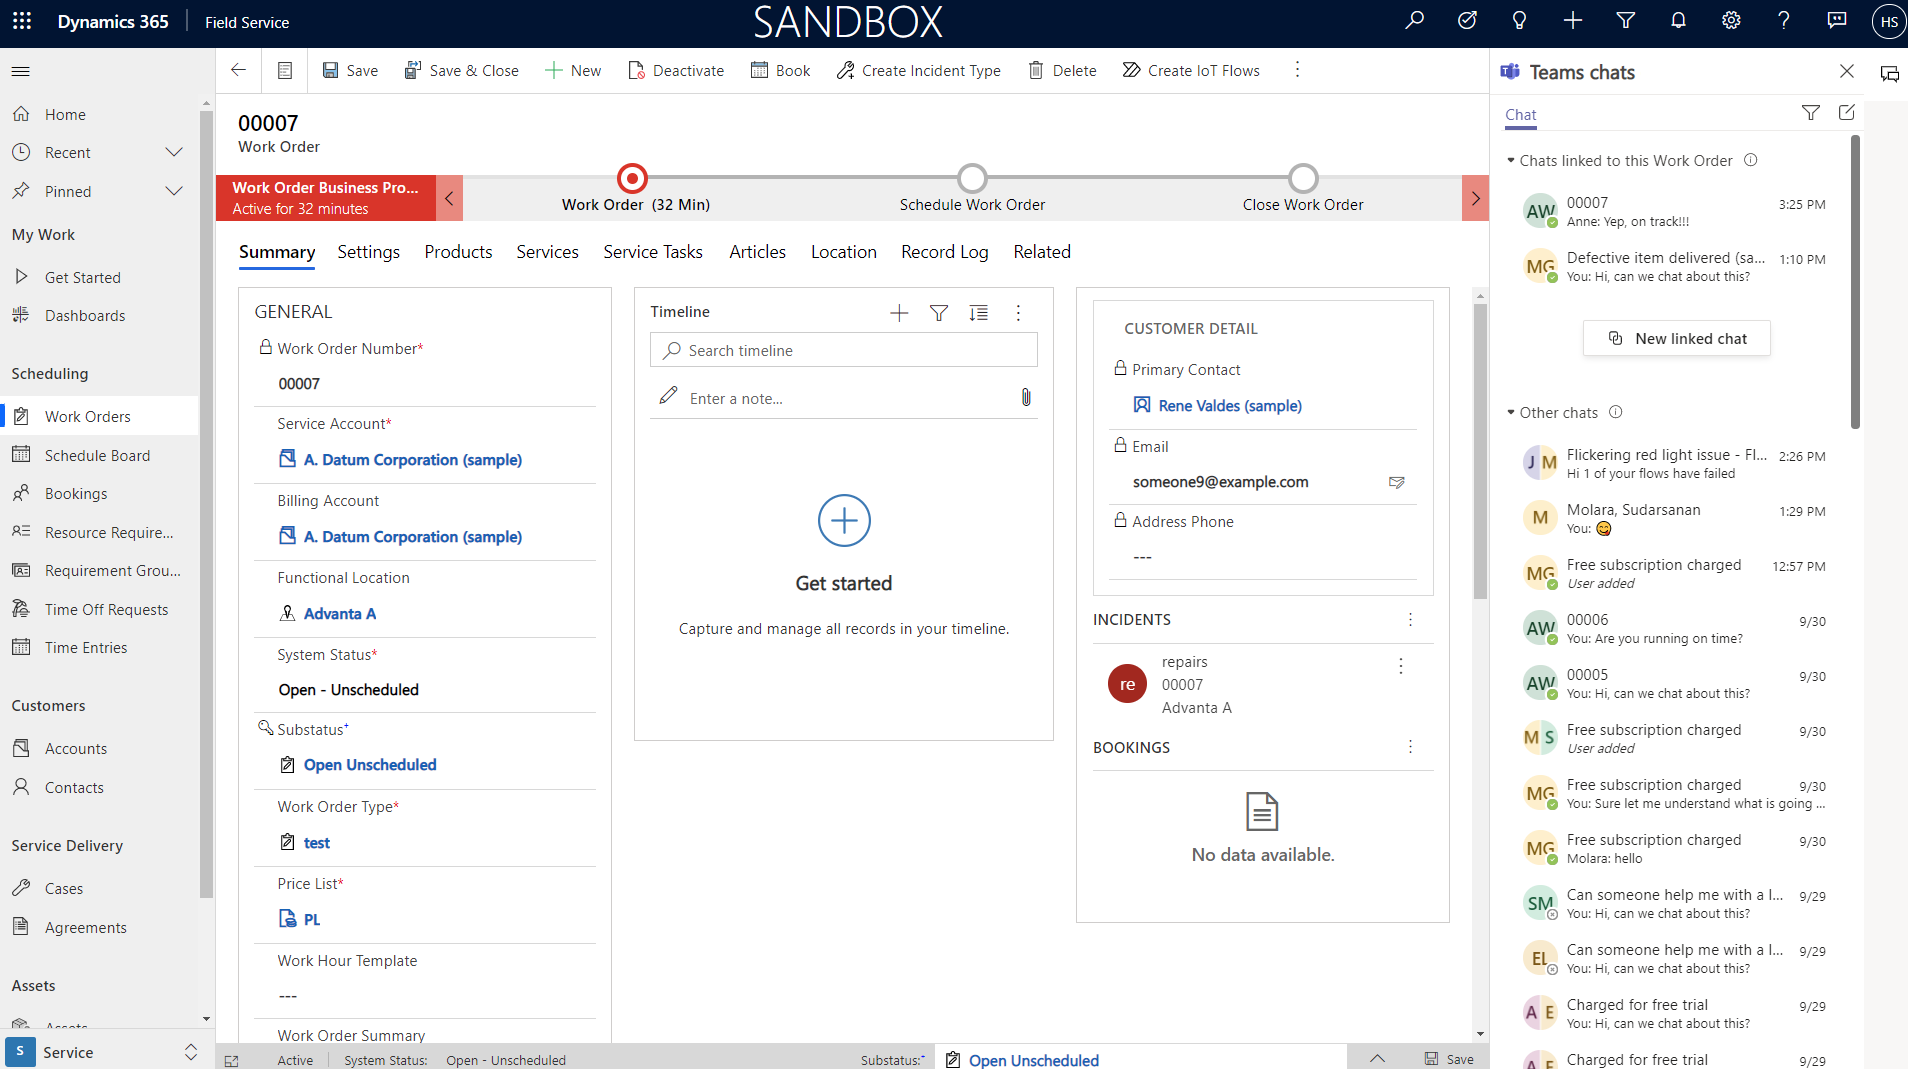 Dynamics 365
Field Service
SANDBOX
HS
Home
Recent
Pinned
My Work
Get Started
Dashboards
Scheduling
Work Orders
Schedule Board
Bookings
Resource Require...
Requirement Grou...
Time Off Requests
Time Entries
Customers
Accounts
Contacts
Service Delivery
Cases
Agreements
Assets
Assets
S
Service
Save
Save & Close
New
Deactivate
Book
Create Incident Type
Delete
Create IoT Flows
00007
Work Order
Work Order Business Pro...
Active for 32 minutes
Work Order (32 Min)
Schedule Work Order
Close Work Order
Summary
Settings
Products
Services
Service Tasks
Articles
Location
Record Log
Related
GENERAL
Work Order Number*
00007
Service Account*
A. Datum Corporation (sample)
Billing Account
A. Datum Corporation (sample)
Functional Location
Advanta A
System Status*
Open - Unscheduled
Substatus+
Open Unscheduled
Work Order Type*
test
Price List*
PL
Work Hour Template
---
Work Order Summary
Timeline
Search timeline
Enter a note...
Get started
Capture and manage all records in your timeline.
CUSTOMER DETAIL
Primary Contact
Rene Valdes (sample)
Email
someone9@example.com
Address Phone
---
INCIDENTS
re
repairs
00007
Advanta A
BOOKINGS
No data available.
Active
System Status:
Open - Unscheduled
Substatus:+
Open Unscheduled
Save
Teams chats
Chat
Chats linked to this Work Order
AW
00007
3:25 PM
Anne: Yep, on track!!!
MG
Defective item delivered (sa...
1:10 PM
You: Hi, can we chat about this?
New linked chat
Other chats
J M
Flickering red light issue - Fl...
2:26 PM
Hi 1 of your flows have failed
M
Molara, Sudarsanan
1:29 PM
You: 😋
MG
Free subscription charged
12:57 PM
User added
AW
00006
9/30
You: Are you running on time?
AW
00005
9/30
You: Hi, can we chat about this?
M S
Free subscription charged
9/30
User added
MG
Free subscription charged
9/30
You: Sure let me understand what is going ...
MG
Free subscription charged
9/30
Molara: hello
SM
Can someone help me with a l...
9/29
You: Hi, can we chat about this?
EL
Can someone help me with a l...
9/29
You: Hi, can we chat about this?
A E
Charged for free trial
9/29
You: Hi, can we chat about this?
A E
Charged for free trial
9/29